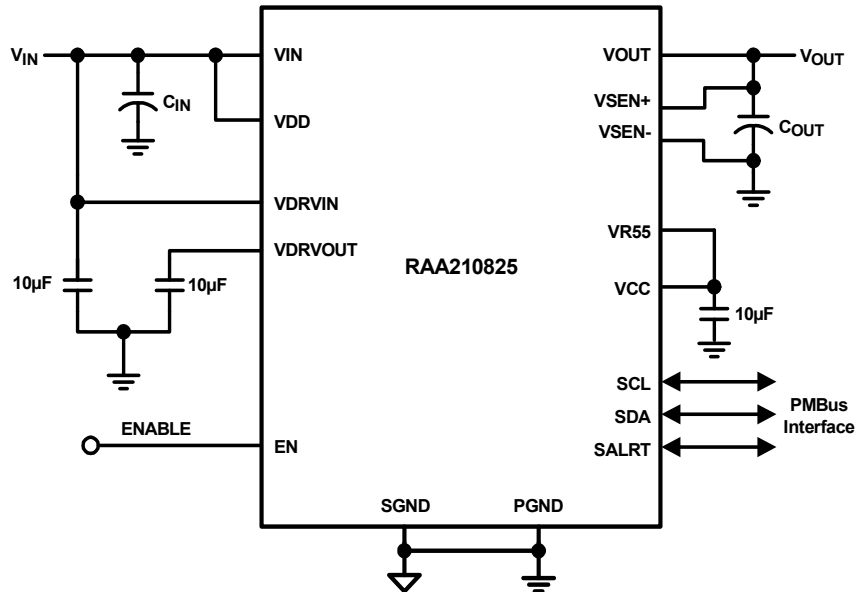 VIN
CIN
VIN
VDD
VDRVIN
VDRVOUT
10µF
10µF
ENABLE
EN
RAA210825
SGND
PGND
VOUT
VSEN+
VSEN-
VR55
VCC
SCL
SDA
SALRT
VOUT
COUT
10µF
PMBus
Interface